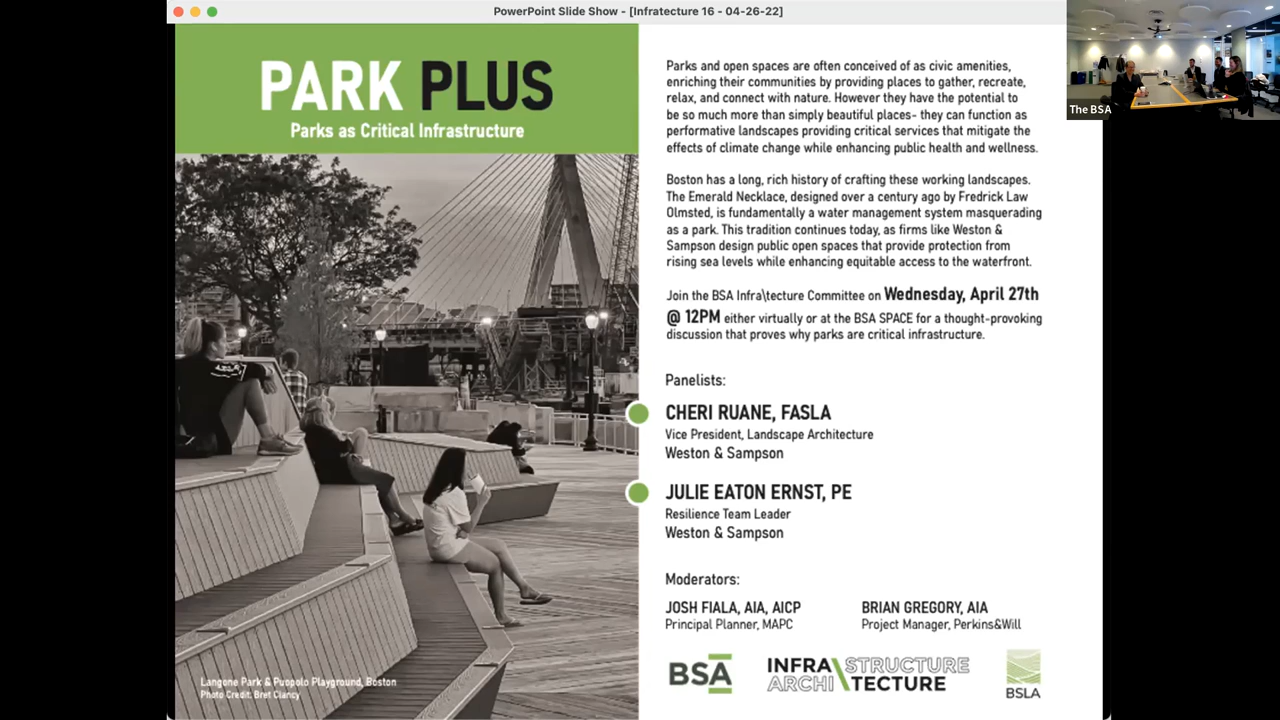 PowerPoint Slide Show - [Infratecture 16 - 04-26-22]
The BSA
PARK PLUS
Parks as Critical Infrastructure
Langone Park & Puopolo Playground, Boston
Photo Credit: Bret Clancy
Parks and open spaces are often conceived of as civic amenities,
enriching their communities by providing places to gather, recreate,
relax, and connect with nature. However they have the potential to
be so much more than simply beautiful places- they can function as
performative landscapes providing critical services that mitigate the
effects of climate change while enhancing public health and wellness.
Boston has a long, rich history of crafting these working landscapes.
The Emerald Necklace, designed over a century ago by Fredrick Law
Olmsted, is fundamentally a water management system masquerading
as a park. This tradition continues today, as firms like Weston &
Sampson design public open spaces that provide protection from
rising sea levels while enhancing equitable access to the waterfront.
Join the BSA Infra\tecture Committee on Wednesday, April 27th
@ 12PM either virtually or at the BSA SPACE for a thought-provoking
discussion that proves why parks are critical infrastructure.
Panelists:
CHERI RUANE, FASLA
Vice President, Landscape Architecture
Weston & Sampson
JULIE EATON ERNST, PE
Resilience Team Leader
Weston & Sampson
Moderators:
JOSH FIALA, AIA, AICP
Principal Planner, MAPC
BRIAN GREGORY, AIA
Project Manager, Perkins&Will
BSA
INFRA\STRUCTURE
ARCHI\TECTURE
BSLA